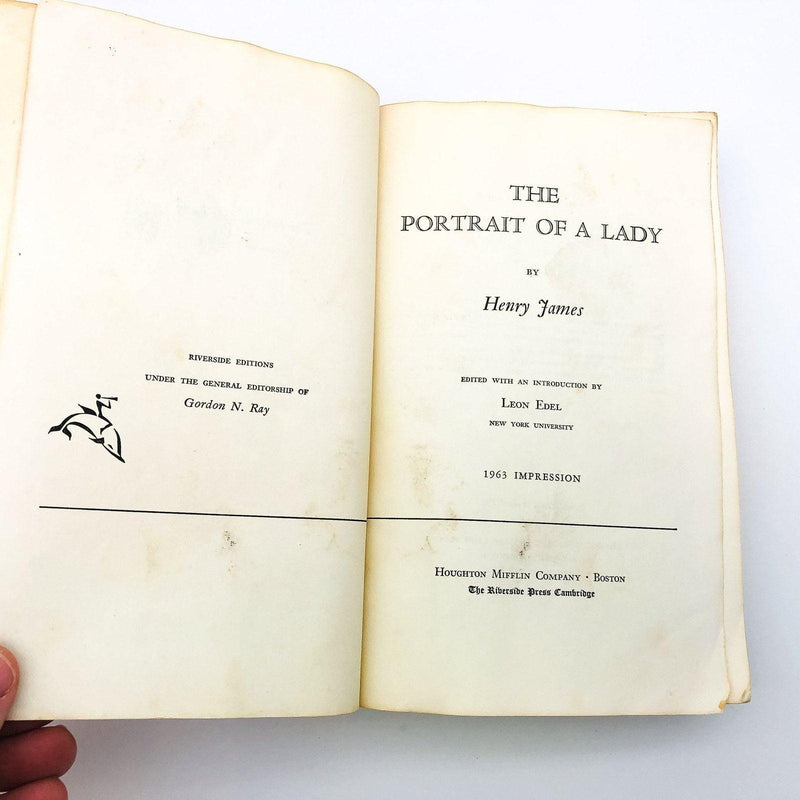 RIVERSIDE EDITIONS
UNDER THE GENERAL EDITORSHIP OF
Gordon N. Ray
THE
PORTRAIT OF A LADY
BY
Henry James
EDITED WITH AN INTRODUCTION BY
LEON EDEL
NEW YORK UNIVERSITY
1963 IMPRESSION
HOUGHTON MIFFLIN COMPANY · BOSTON
The Riverside Press Cambridge